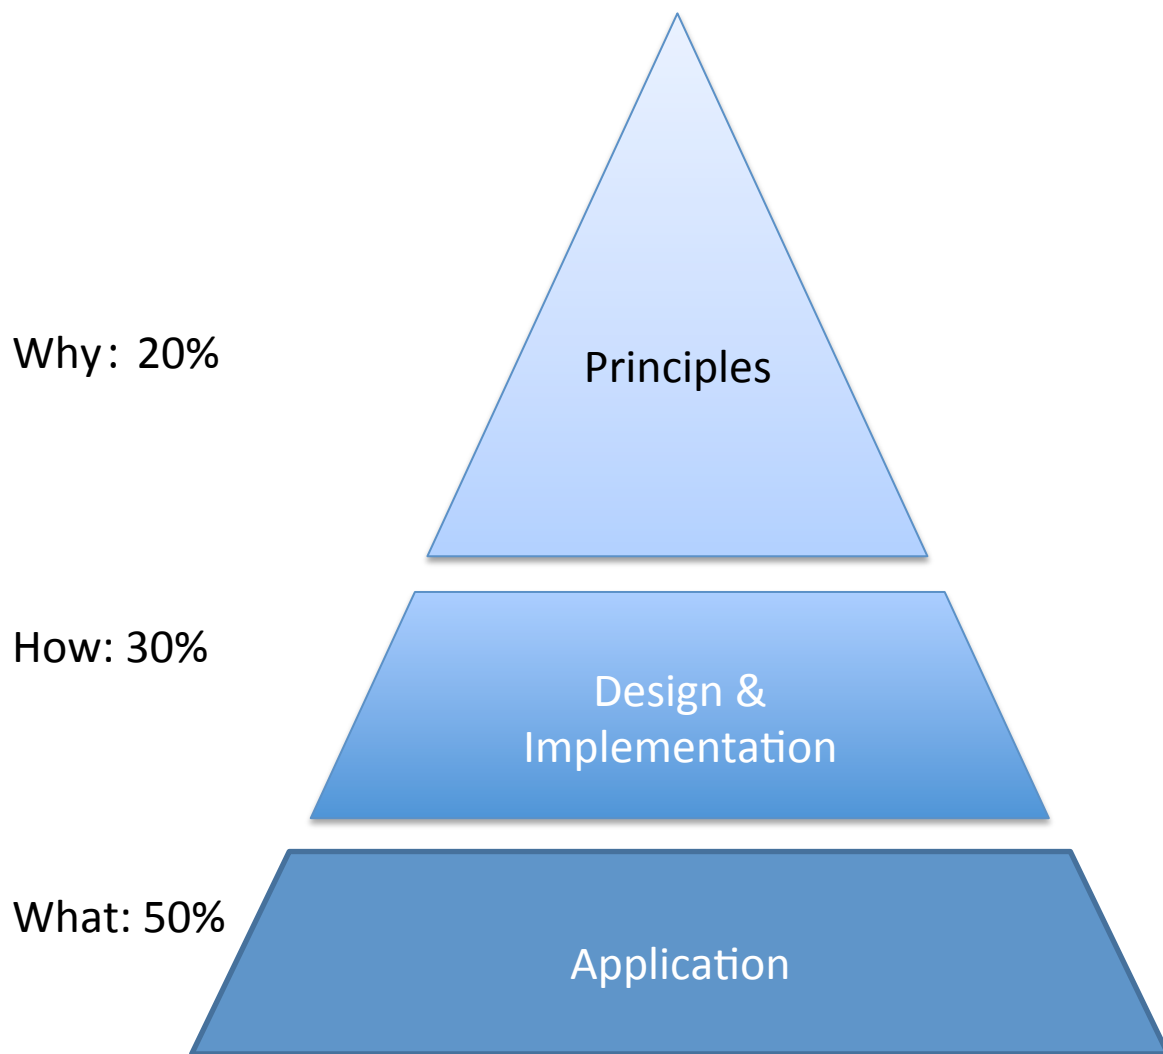 Why: 20%
Principles
How: 30%
Design &
Implementation
What: 50%
Application